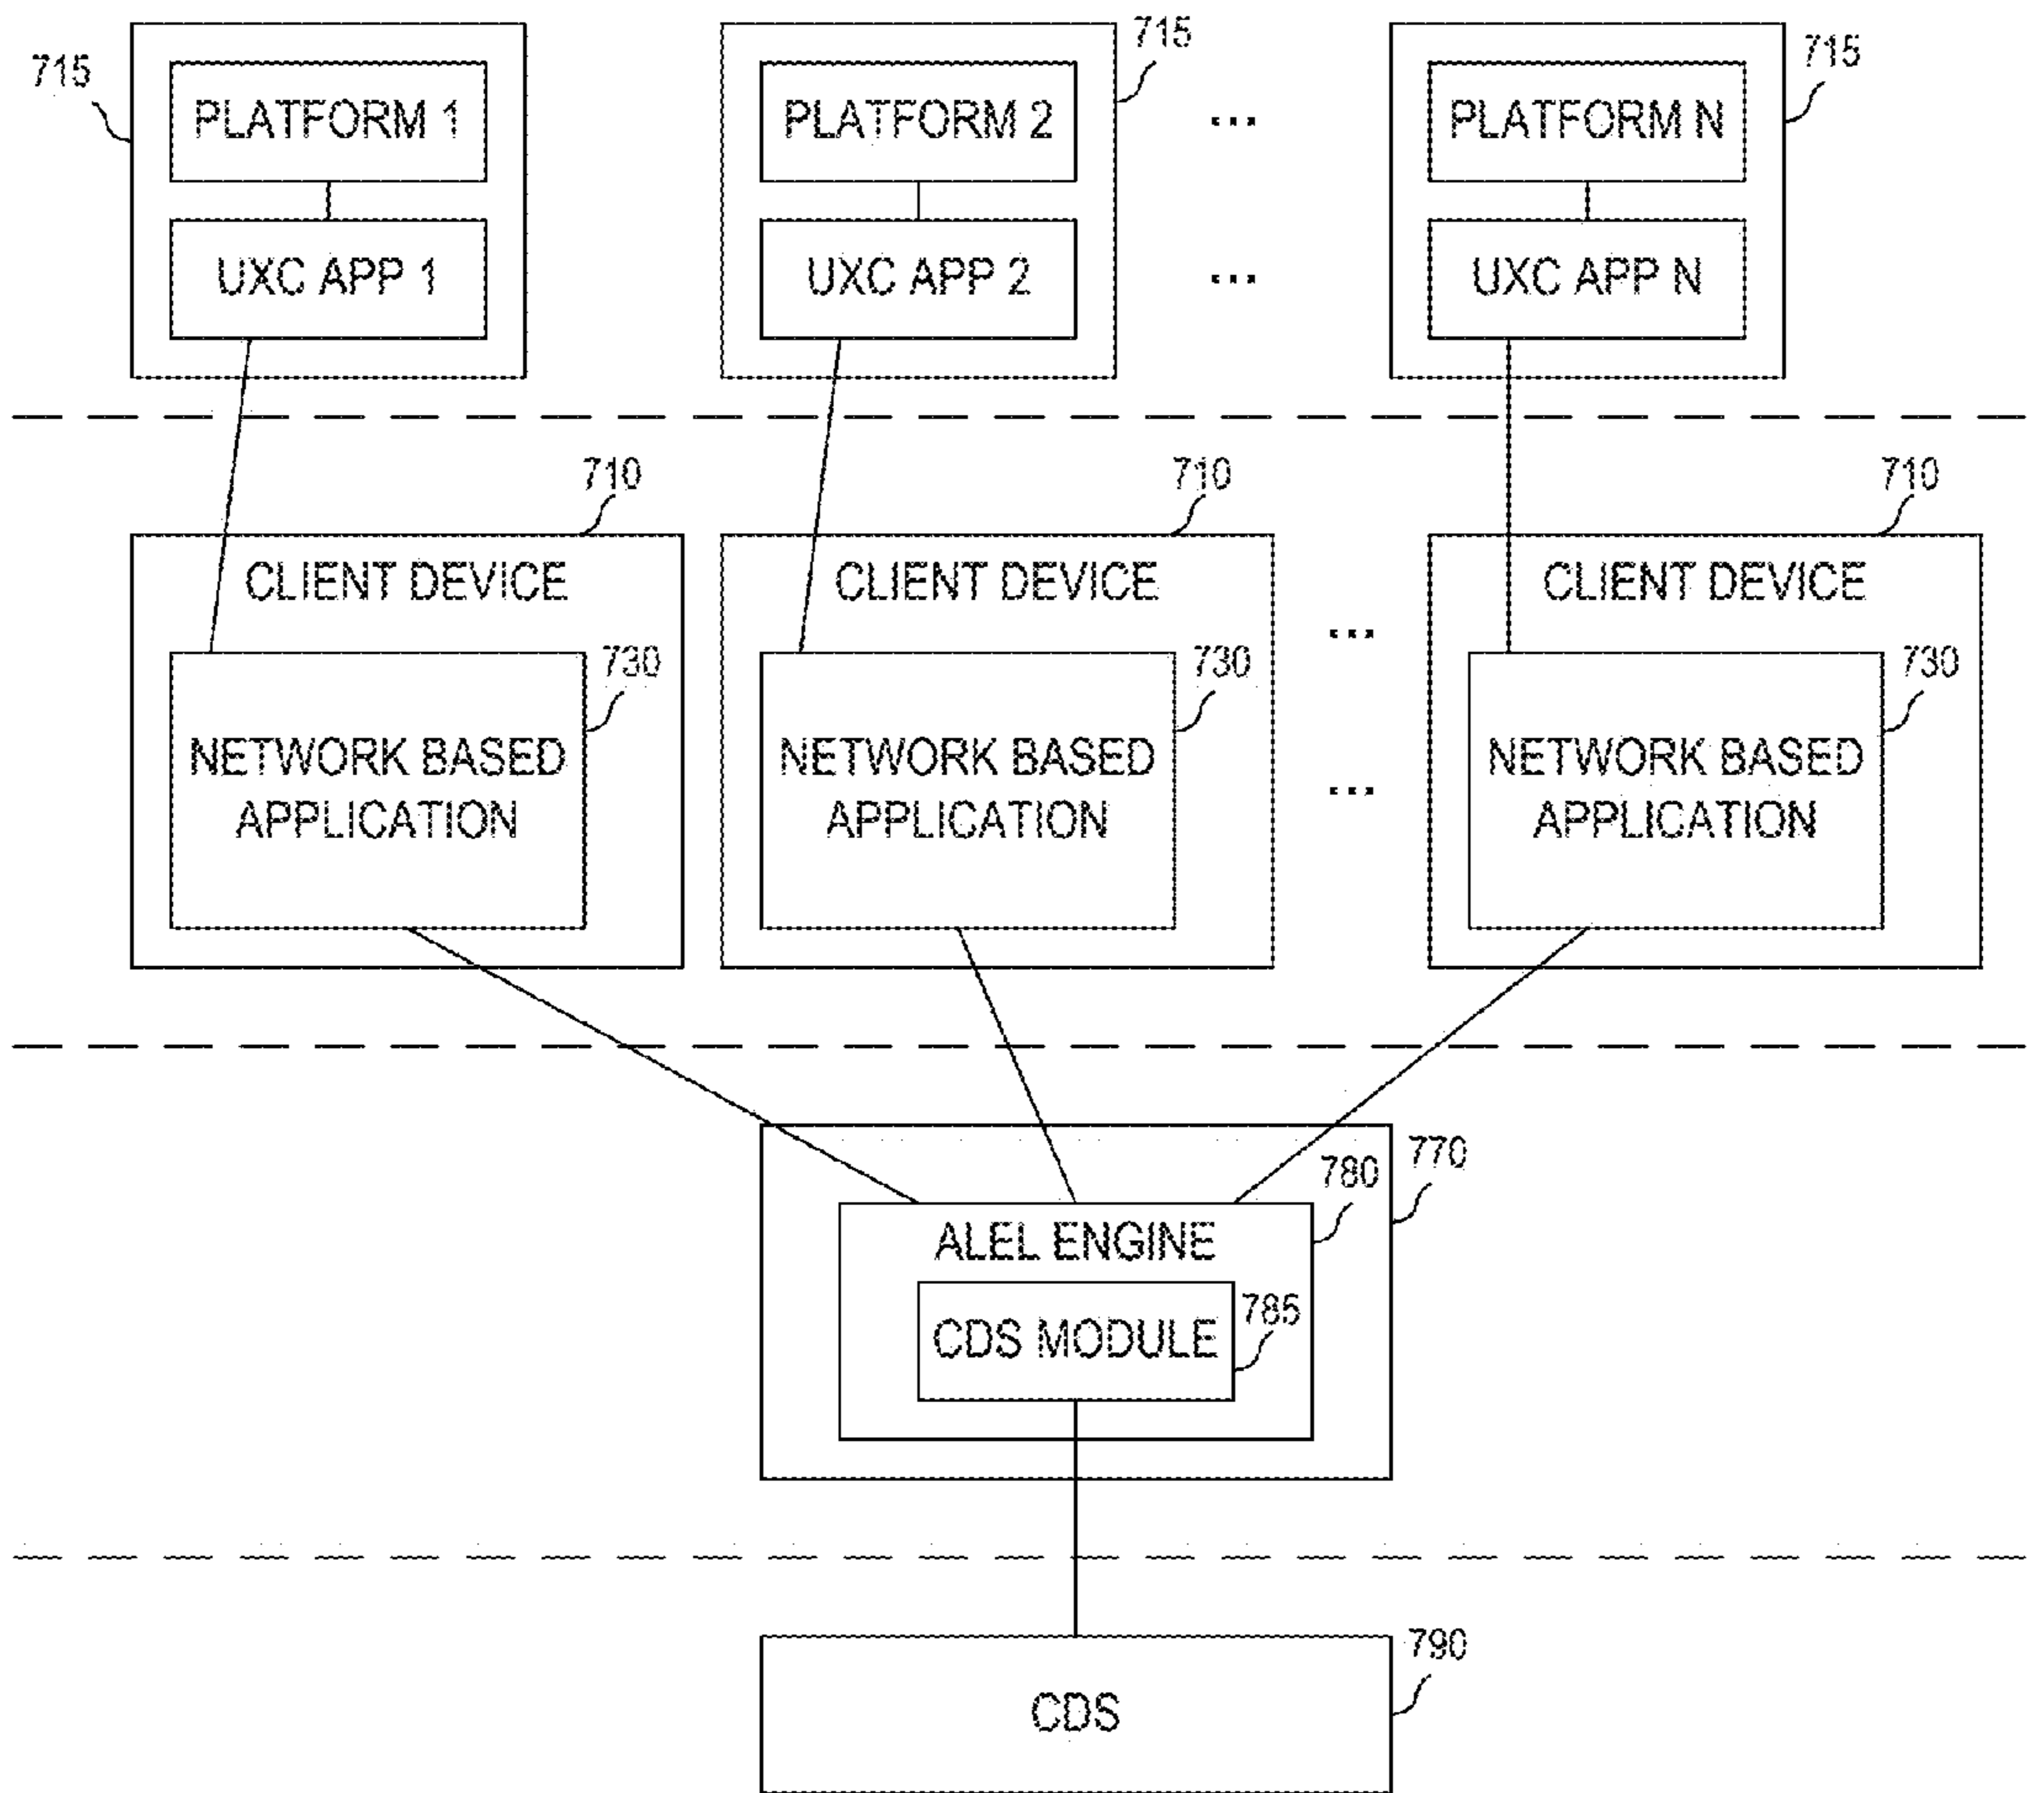 715
PLATFORM 1
UXC APP 1
715
PLATFORM 2
UXC APP 2
...
...
715
PLATFORM N
UXC APP N
710
CLIENT DEVICE
730
NETWORK BASED
APPLICATION
710
CLIENT DEVICE
730
NETWORK BASED
APPLICATION
...
...
710
CLIENT DEVICE
730
NETWORK BASED
APPLICATION
770
780
ALEL ENGINE
785
CDS MODULE
790
CDS